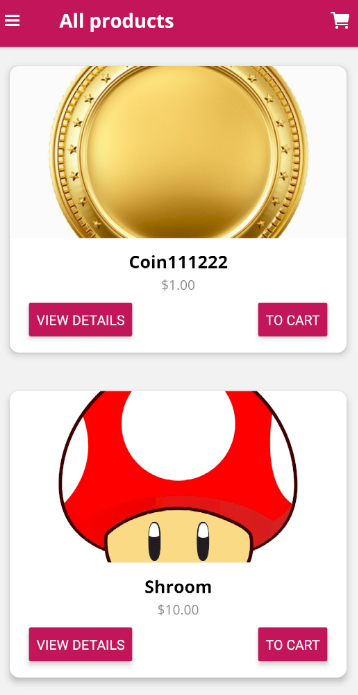 All products
Coin111222
$1.00
VIEW DETAILS TO CART
Shroom
$10.00
VIEW DETAILS TO CART